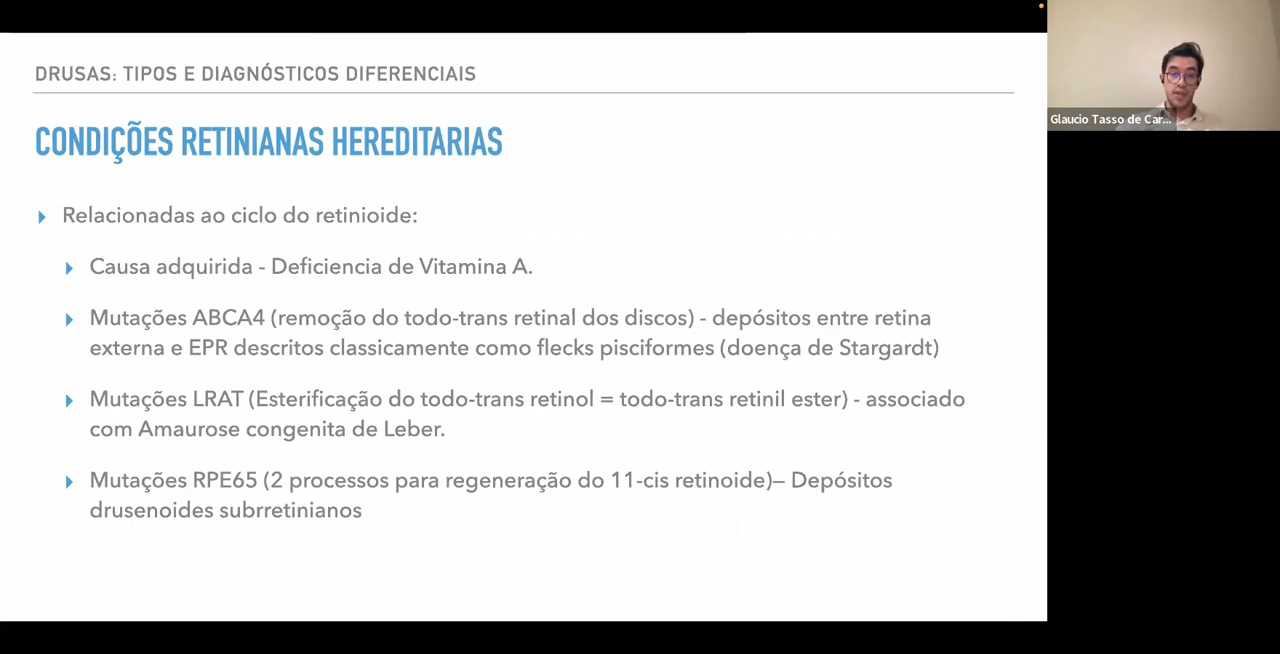 DRUSAS: TIPOS E DIAGNÓSTICOS DIFERENCIAIS
CONDIÇÕES RETINIANAS HEREDITARIAS
Relacionadas ao ciclo do retinioide:
Causa adquirida - Deficiencia de Vitamina A.
Mutações ABCA4 (remoção do todo-trans retinal dos discos) - depósitos entre retina
externa e EPR descritos classicamente como flecks pisciformes (doença de Stargardt)
Mutações LRAT (Esterificação do todo-trans retinol = todo-trans retinil ester) - associado
com Amaurose congenita de Leber.
Mutações RPE65 (2 processos para regeneração do 11-cis retinoide)– Depósitos
drusenoides subrretinianos
Glaucio Tasso de Car...